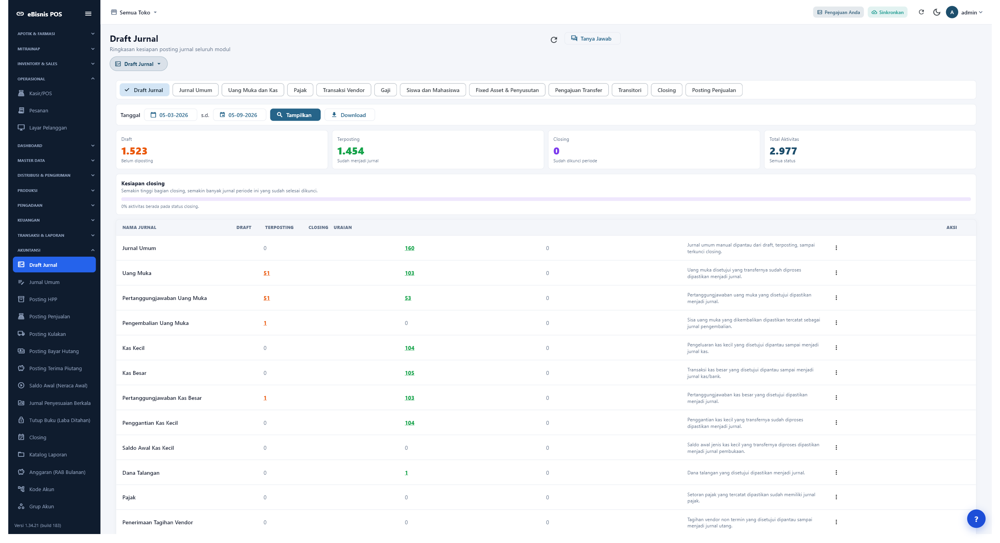 eBisnis POS
APOTIK & FARMASI
MITRAINAP
INVENTORY & SALES
OPERASIONAL
Kasir/POS
Pesanan
Layar Pelanggan
DASHBOARD
MASTER DATA
DISTRIBUSI & PENGIRIMAN
PRODUKSI
PENGADAAN
KEUANGAN
TRANSAKSI & LAPORAN
AKUNTANSI
Draft Jurnal
Jurnal Umum
Posting HPP
Posting Penjualan
Posting Kulakan
Posting Bayar Hutang
Posting Terima Piutang
Saldo Awal (Neraca Awal)
Jurnal Penyesuaian Berkala
Tutup Buku (Laba Ditahan)
Closing
Katalog Laporan
Anggaran (RAB Bulanan)
Kode Akun
Grup Akun
Versi 1.34.21 (build 183)
Semua Toko
Pengajuan Anda
Sinkronkan
A
admin
Draft Jurnal
Ringkasan kesiapan posting jurnal seluruh modul
Tanya Jawab
Draft Jurnal
Draft Jurnal Jurnal Umum Uang Muka dan Kas Pajak Transaksi Vendor Gaji Siswa dan Mahasiswa Fixed Asset & Penyusutan Pengajuan Transfer Transitori Closing Posting Penjualan
Tanggal 05-03-2026 s.d. 05-09-2026 Tampilkan Download
Draft
1.523
Belum diposting
Terposting
1.454
Sudah menjadi jurnal
Closing
0
Sudah dikunci periode
Total Aktivitas
2.977
Semua status
Kesiapan closing
Semakin tinggi bagian closing, semakin banyak jurnal periode ini yang sudah selesai dikunci.
0% aktivitas berada pada status closing.
NAMA JURNAL DRAFT TERPOSTING CLOSING URAIAN AKSI
Jurnal Umum 0 160 0 Jurnal umum manual dipantau dari draft, terposting, sampai
terkunci closing.
Uang Muka 51 103 0 Uang muka disetujui yang transfernya sudah diproses
dipastikan menjadi jurnal.
Pertanggungjawaban Uang Muka 51 53 0 Pertanggungjawaban uang muka yang disetujui dipastikan
menjadi jurnal.
Pengembalian Uang Muka 1 0 0 Sisa uang muka yang dikembalikan dipastikan tercatat sebagai
jurnal pengembalian.
Kas Kecil 0 104 0 Pengeluaran kas kecil yang disetujui dipantau sampai menjadi
jurnal kas.
Kas Besar 0 105 0 Transaksi kas besar yang disetujui dipantau sampai menjadi
jurnal kas/bank.
Pertanggungjawaban Kas Besar 1 103 0 Pertanggungjawaban kas besar yang disetujui dipastikan
menjadi jurnal.
Penggantian Kas Kecil 0 104 0 Penggantian kas kecil yang transfernya sudah diproses
dipastikan menjadi jurnal.
Saldo Awal Kas Kecil 0 0 0 Saldo awal jenis kas kecil yang transfernya diproses dipastikan
menjadi jurnal pembukaan.
Dana Talangan 0 1 0 Dana talangan yang disetujui dipastikan menjadi jurnal.
Pajak 0 0 0 Setoran pajak yang tercatat dipastikan sudah memiliki jurnal
pajak.
Penerimaan Tagihan Vendor 0 0 0 Tagihan vendor non termin yang disetujui dipantau sampai
menjadi jurnal utang.
?